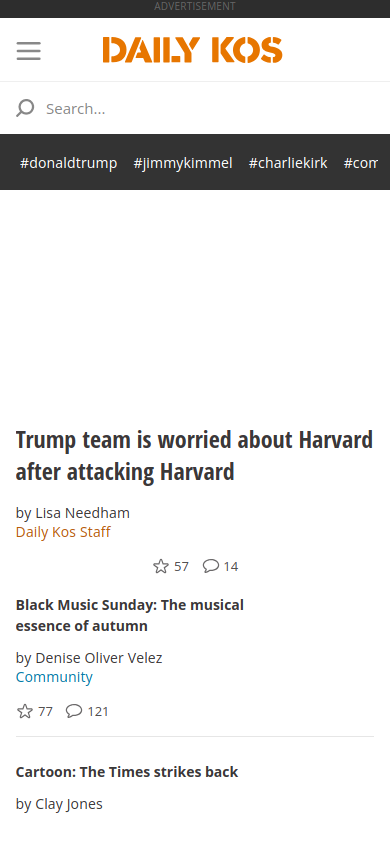 ADVERTISEMENT
DAILY KOS
Search...
#donaldtrump #jimmykimmel #charliekirk #com
Trump team is worried about Harvard
after attacking Harvard
by Lisa Needham
Daily Kos Staff
57 14
Black Music Sunday: The musical
essence of autumn
by Denise Oliver Velez
Community
77 121
Cartoon: The Times strikes back
by Clay Jones